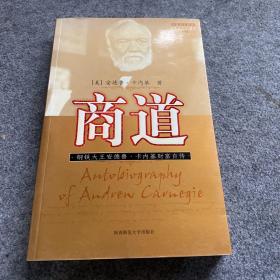 [美] 安德鲁·卡内基 著
商道
·钢铁大王安德鲁·卡内基财富自传
Autobiography
of Andrew Carnegie
陕西师范大学出版社